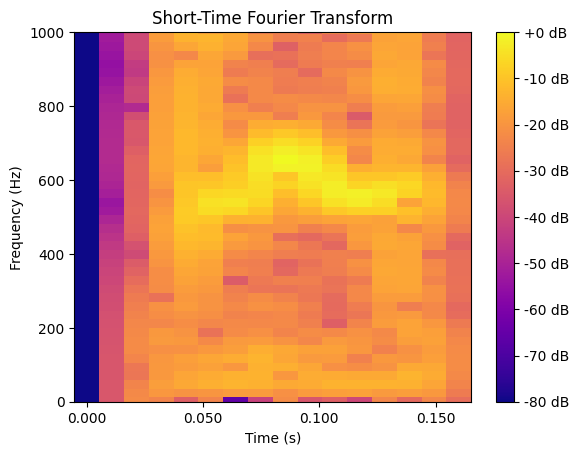 Short-Time Fourier Transform
1000
800
600
400
200
0
Frequency (Hz)
0.000
0.050
0.100
0.150
Time (s)
+0 dB
-10 dB
-20 dB
-30 dB
-40 dB
-50 dB
-60 dB
-70 dB
-80 dB